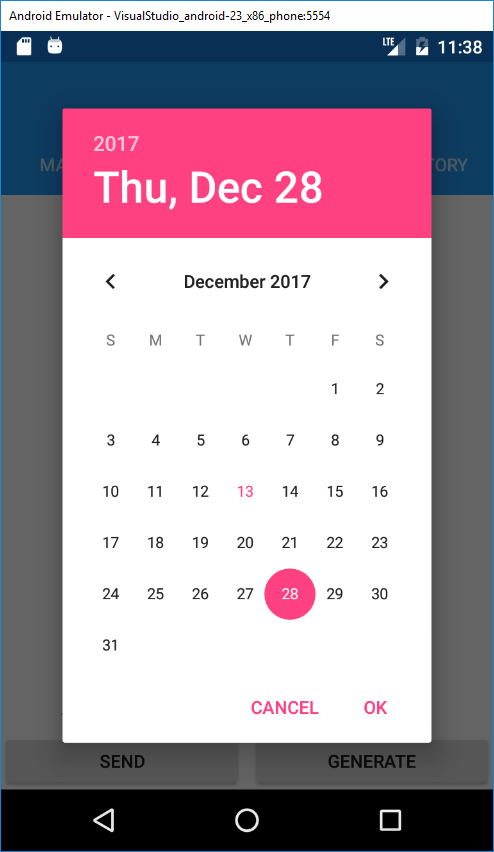 Android Emulator - VisualStudio_android-23_x86_phone:5554
LTE 11:38
2017
Thu, Dec 28
December 2017
S M T W T F S
1 2
3 4 5 6 7 8 9
10 11 12 13 14 15 16
17 18 19 20 21 22 23
24 25 26 27 28 29 30
31
CANCEL OK
SEND GENERATE